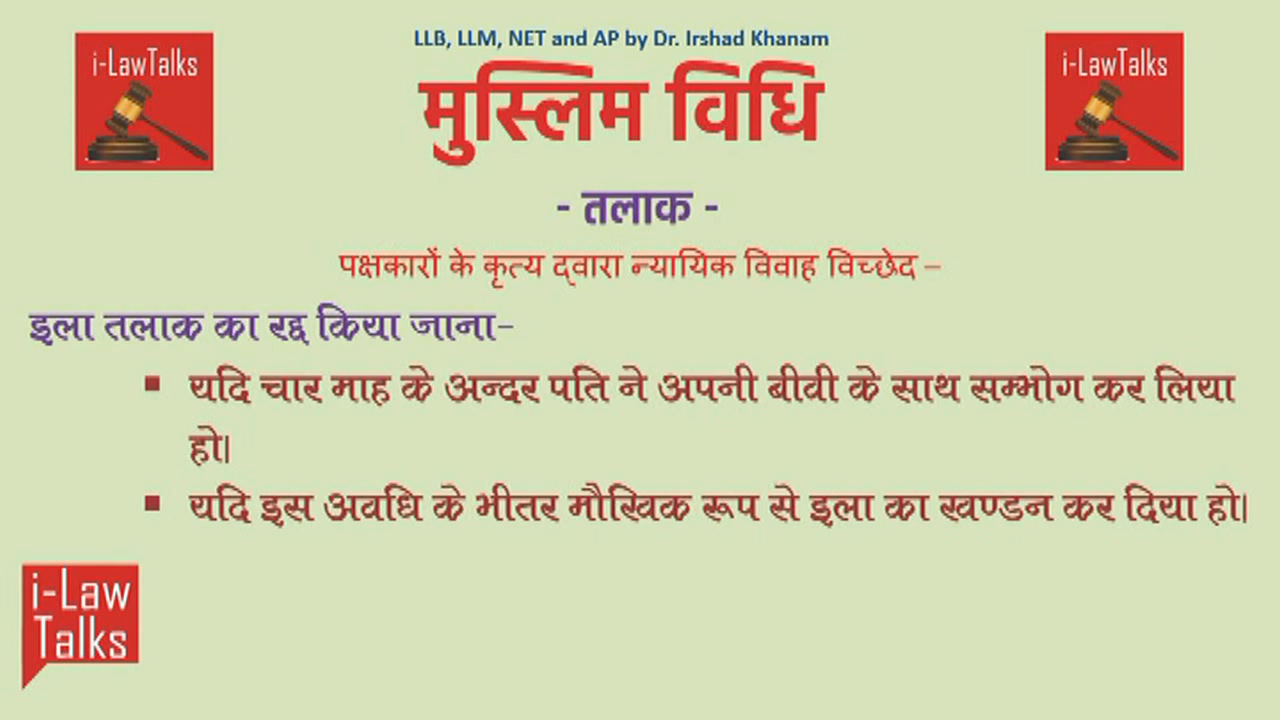 LLB, LLM, NET and AP by Dr. Irshad Khanam
i-LawTalks
मुस्लिम विधि
i-LawTalks
- तलाक -
पक्षकारों के कृत्य द्वारा न्यायिक विवाह विच्छेद –
इला तलाक का रद्द किया जाना-
▪ यदि चार माह के अन्दर पति ने अपनी बीवी के साथ सम्भोग कर लिया
हो।
▪ यदि इस अवधि के भीतर मौखिक रूप से इला का खण्डन कर दिया हो।
i-Law
Talks